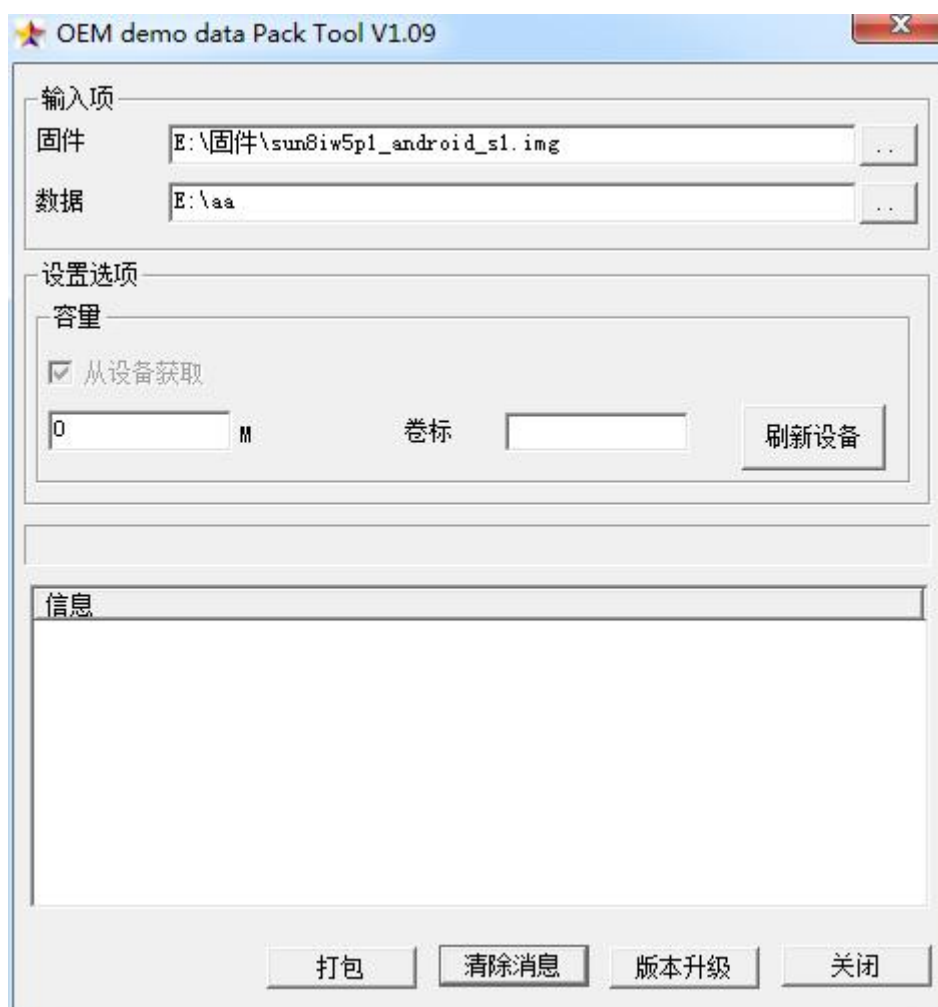 OEM demo data Pack Tool V1.09
x
输入项
固件 E:\固件\sun8iw5p1_android_s1.img ..
数据 E:\aa ..
设置选项
容量
从设备获取
0 M 卷标 刷新设备
信息
打包 清除消息 版本升级 关闭